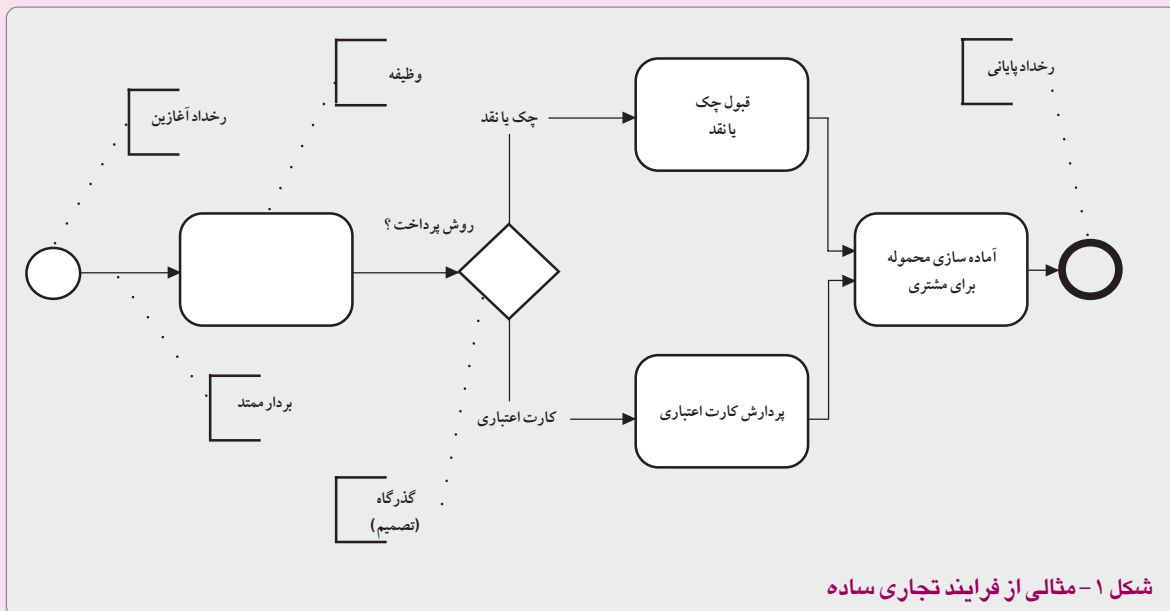 وظیفه
رخداد پایانی
رخداد آغازین
چک یا نقد
قبول چک
یا نقد
روش پرداخت ؟
آماده سازی محموله
برای مشتری
بردار ممتد
کارت اعتباری
پردارش کارت اعتباری
گذرگاه
(تصمیم)
شکل ۱ – مثالی از فرایند تجاری ساده